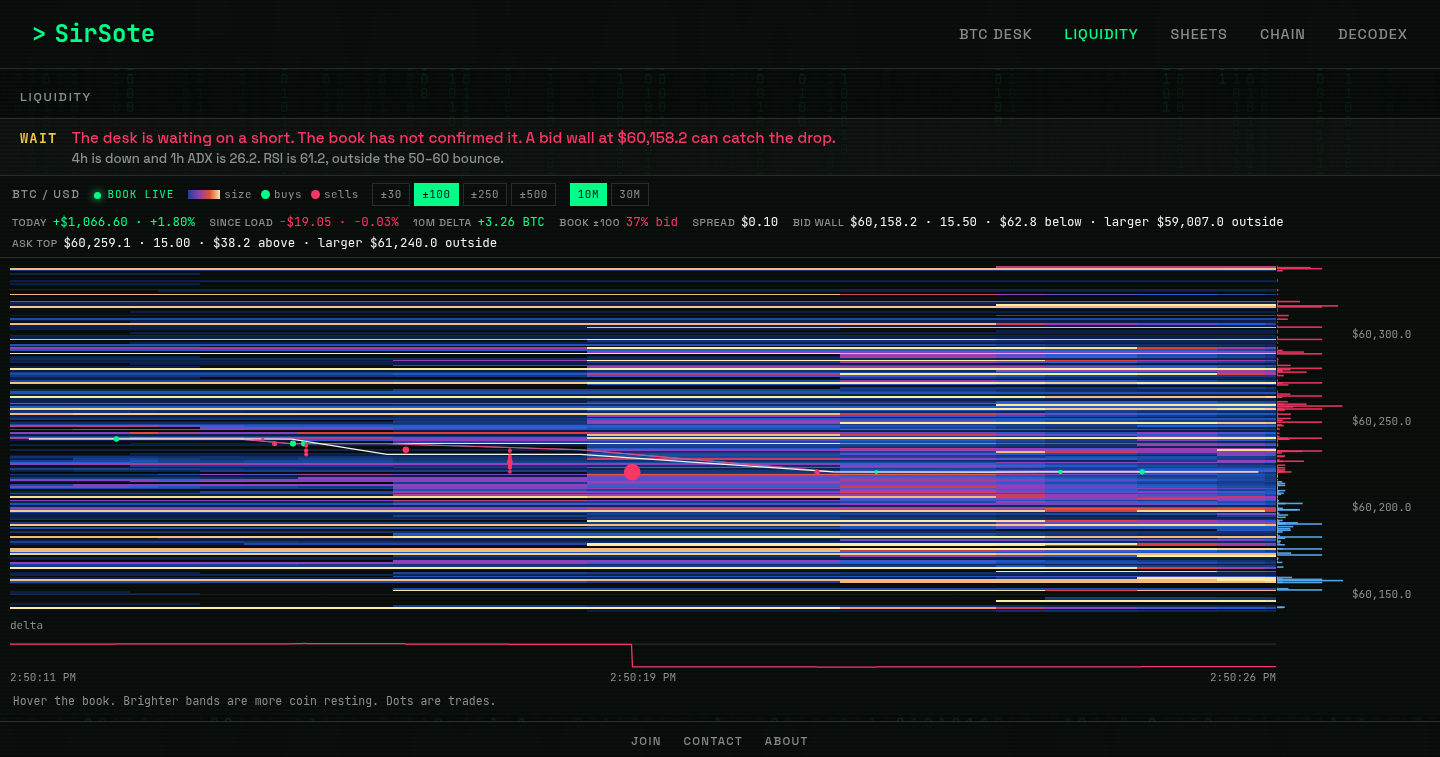 > SirSote
BTC DESK LIQUIDITY SHEETS CHAIN DECODEX
LIQUIDITY
WAIT The desk is waiting on a short. The book has not confirmed it. A bid wall at $60,158.2 can catch the drop.
4h is down and 1h ADX is 26.2. RSI is 61.2, outside the 50–60 bounce.
BTC / USD BOOK LIVE size buys sells ±30 ±100 ±250 ±500 10M 30M
TODAY +$1,066.60 · +1.80% SINCE LOAD -$19.05 · -0.03% 10M DELTA +3.26 BTC BOOK ±100 37% bid SPREAD $0.10 BID WALL $60,158.2 · 15.50 · $62.8 below · larger $59,007.0 outside
ASK TOP $60,259.1 · 15.00 · $38.2 above · larger $61,240.0 outside
$60,300.0
$60,250.0
$60,200.0
$60,150.0
delta
2:50:11 PM 2:50:19 PM 2:50:26 PM
Hover the book. Brighter bands are more coin resting. Dots are trades.
JOIN CONTACT ABOUT